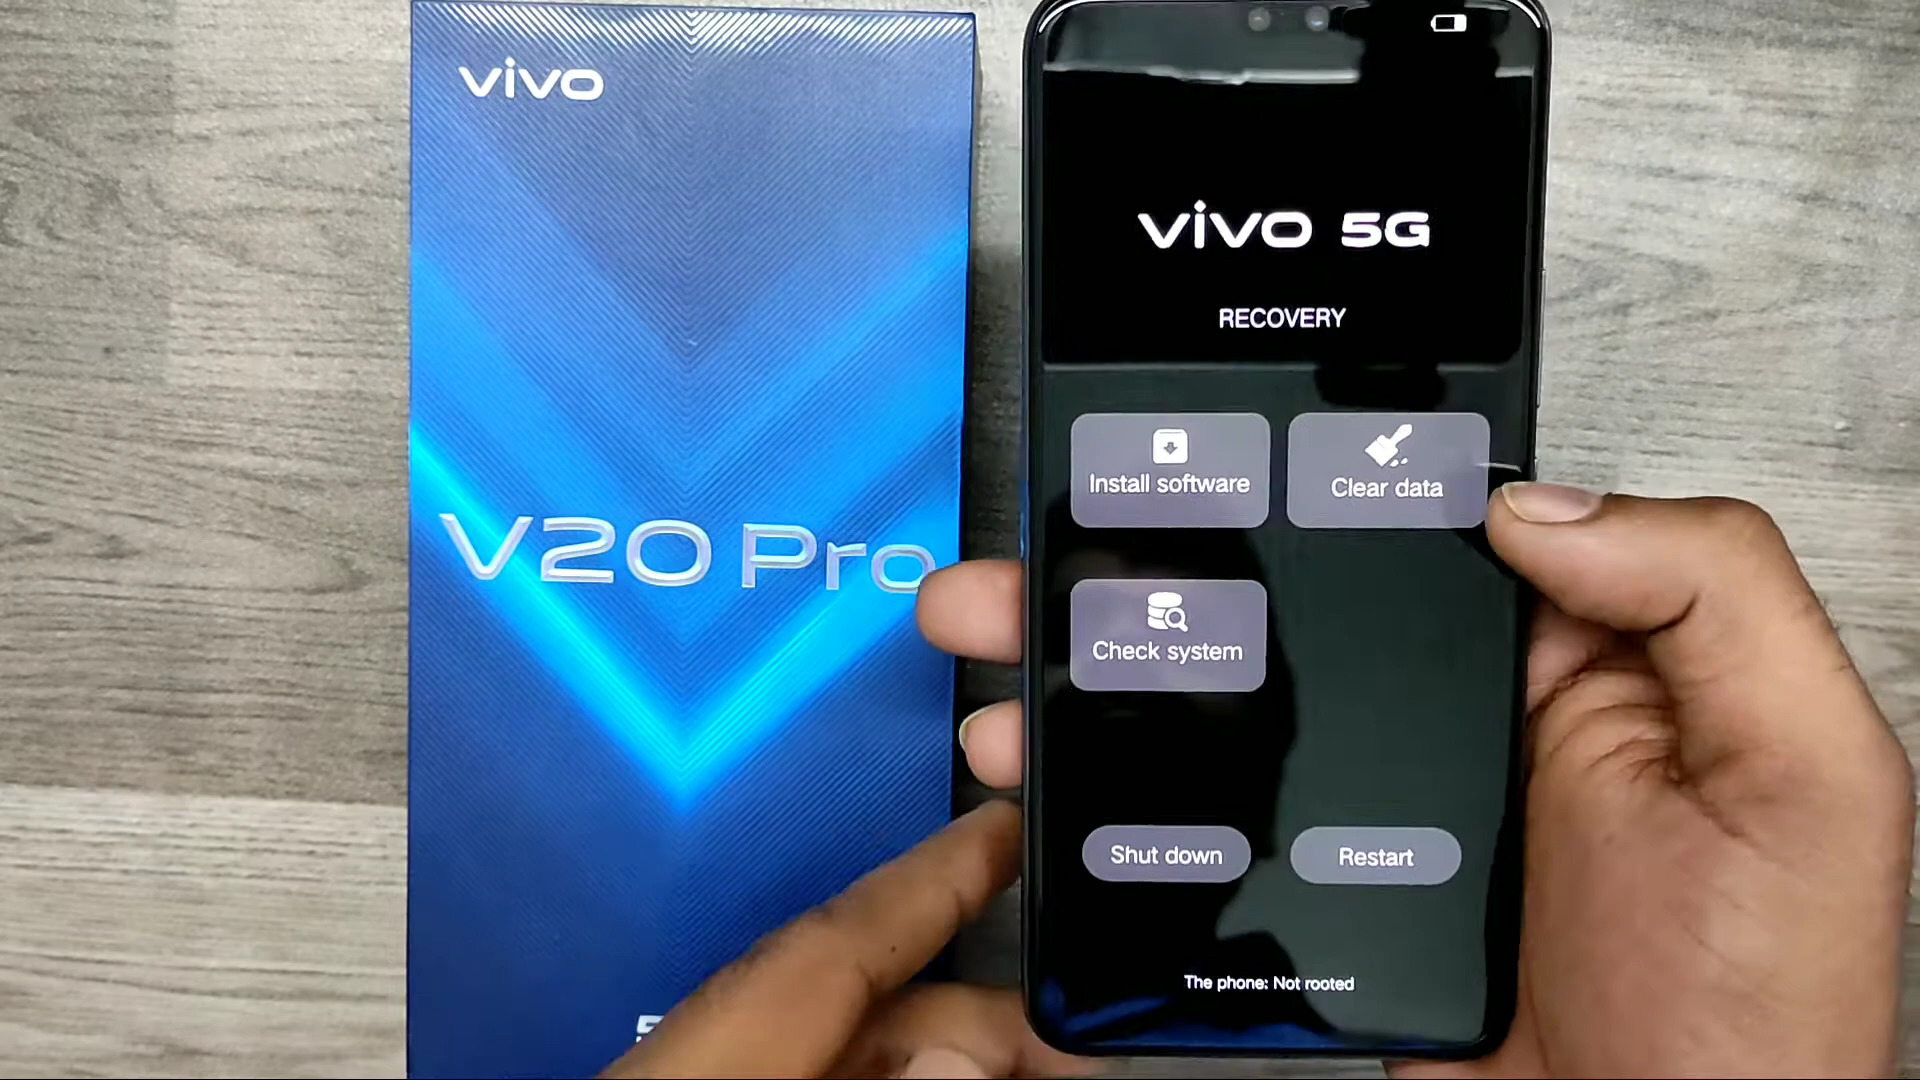 vivo
V20 Pro
vivo 5G
RECOVERY
Install software
Clear data
Check system
Shut down
Restart
The phone: Not rooted